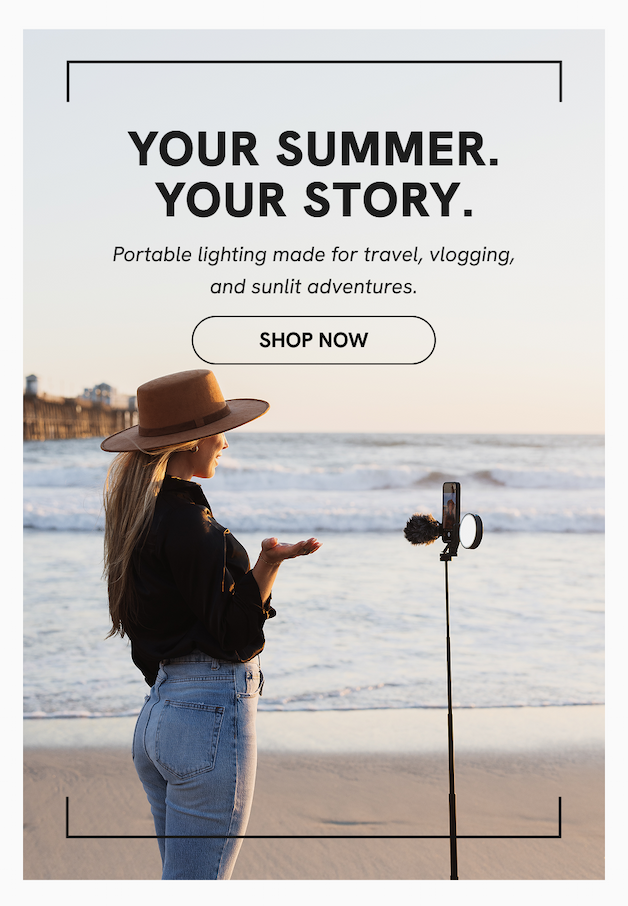 YOUR SUMMER.
YOUR STORY.
Portable lighting made for travel, vlogging,
and sunlit adventures.
SHOP NOW